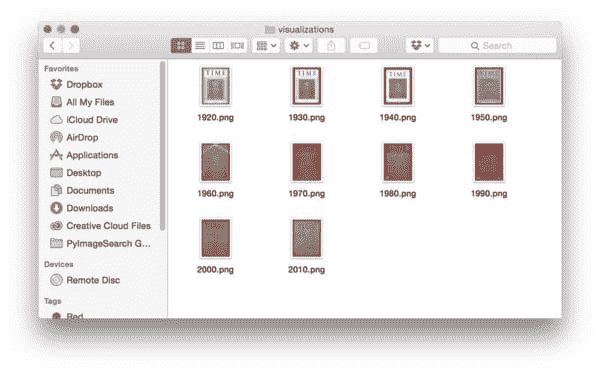 visualizations
Search
Favorites
Dropbox
All My Files
iCloud Drive
AirDrop
Applications
Desktop
Documents
Downloads
Creative Cloud Files
PyImageSearch G...
Devices
Remote Disc
Tags
Red
TIME
TIME
TIME
1920.png
1930.png
1940.png
1950.png
1960.png
1970.png
1980.png
1990.png
2000.png
2010.png